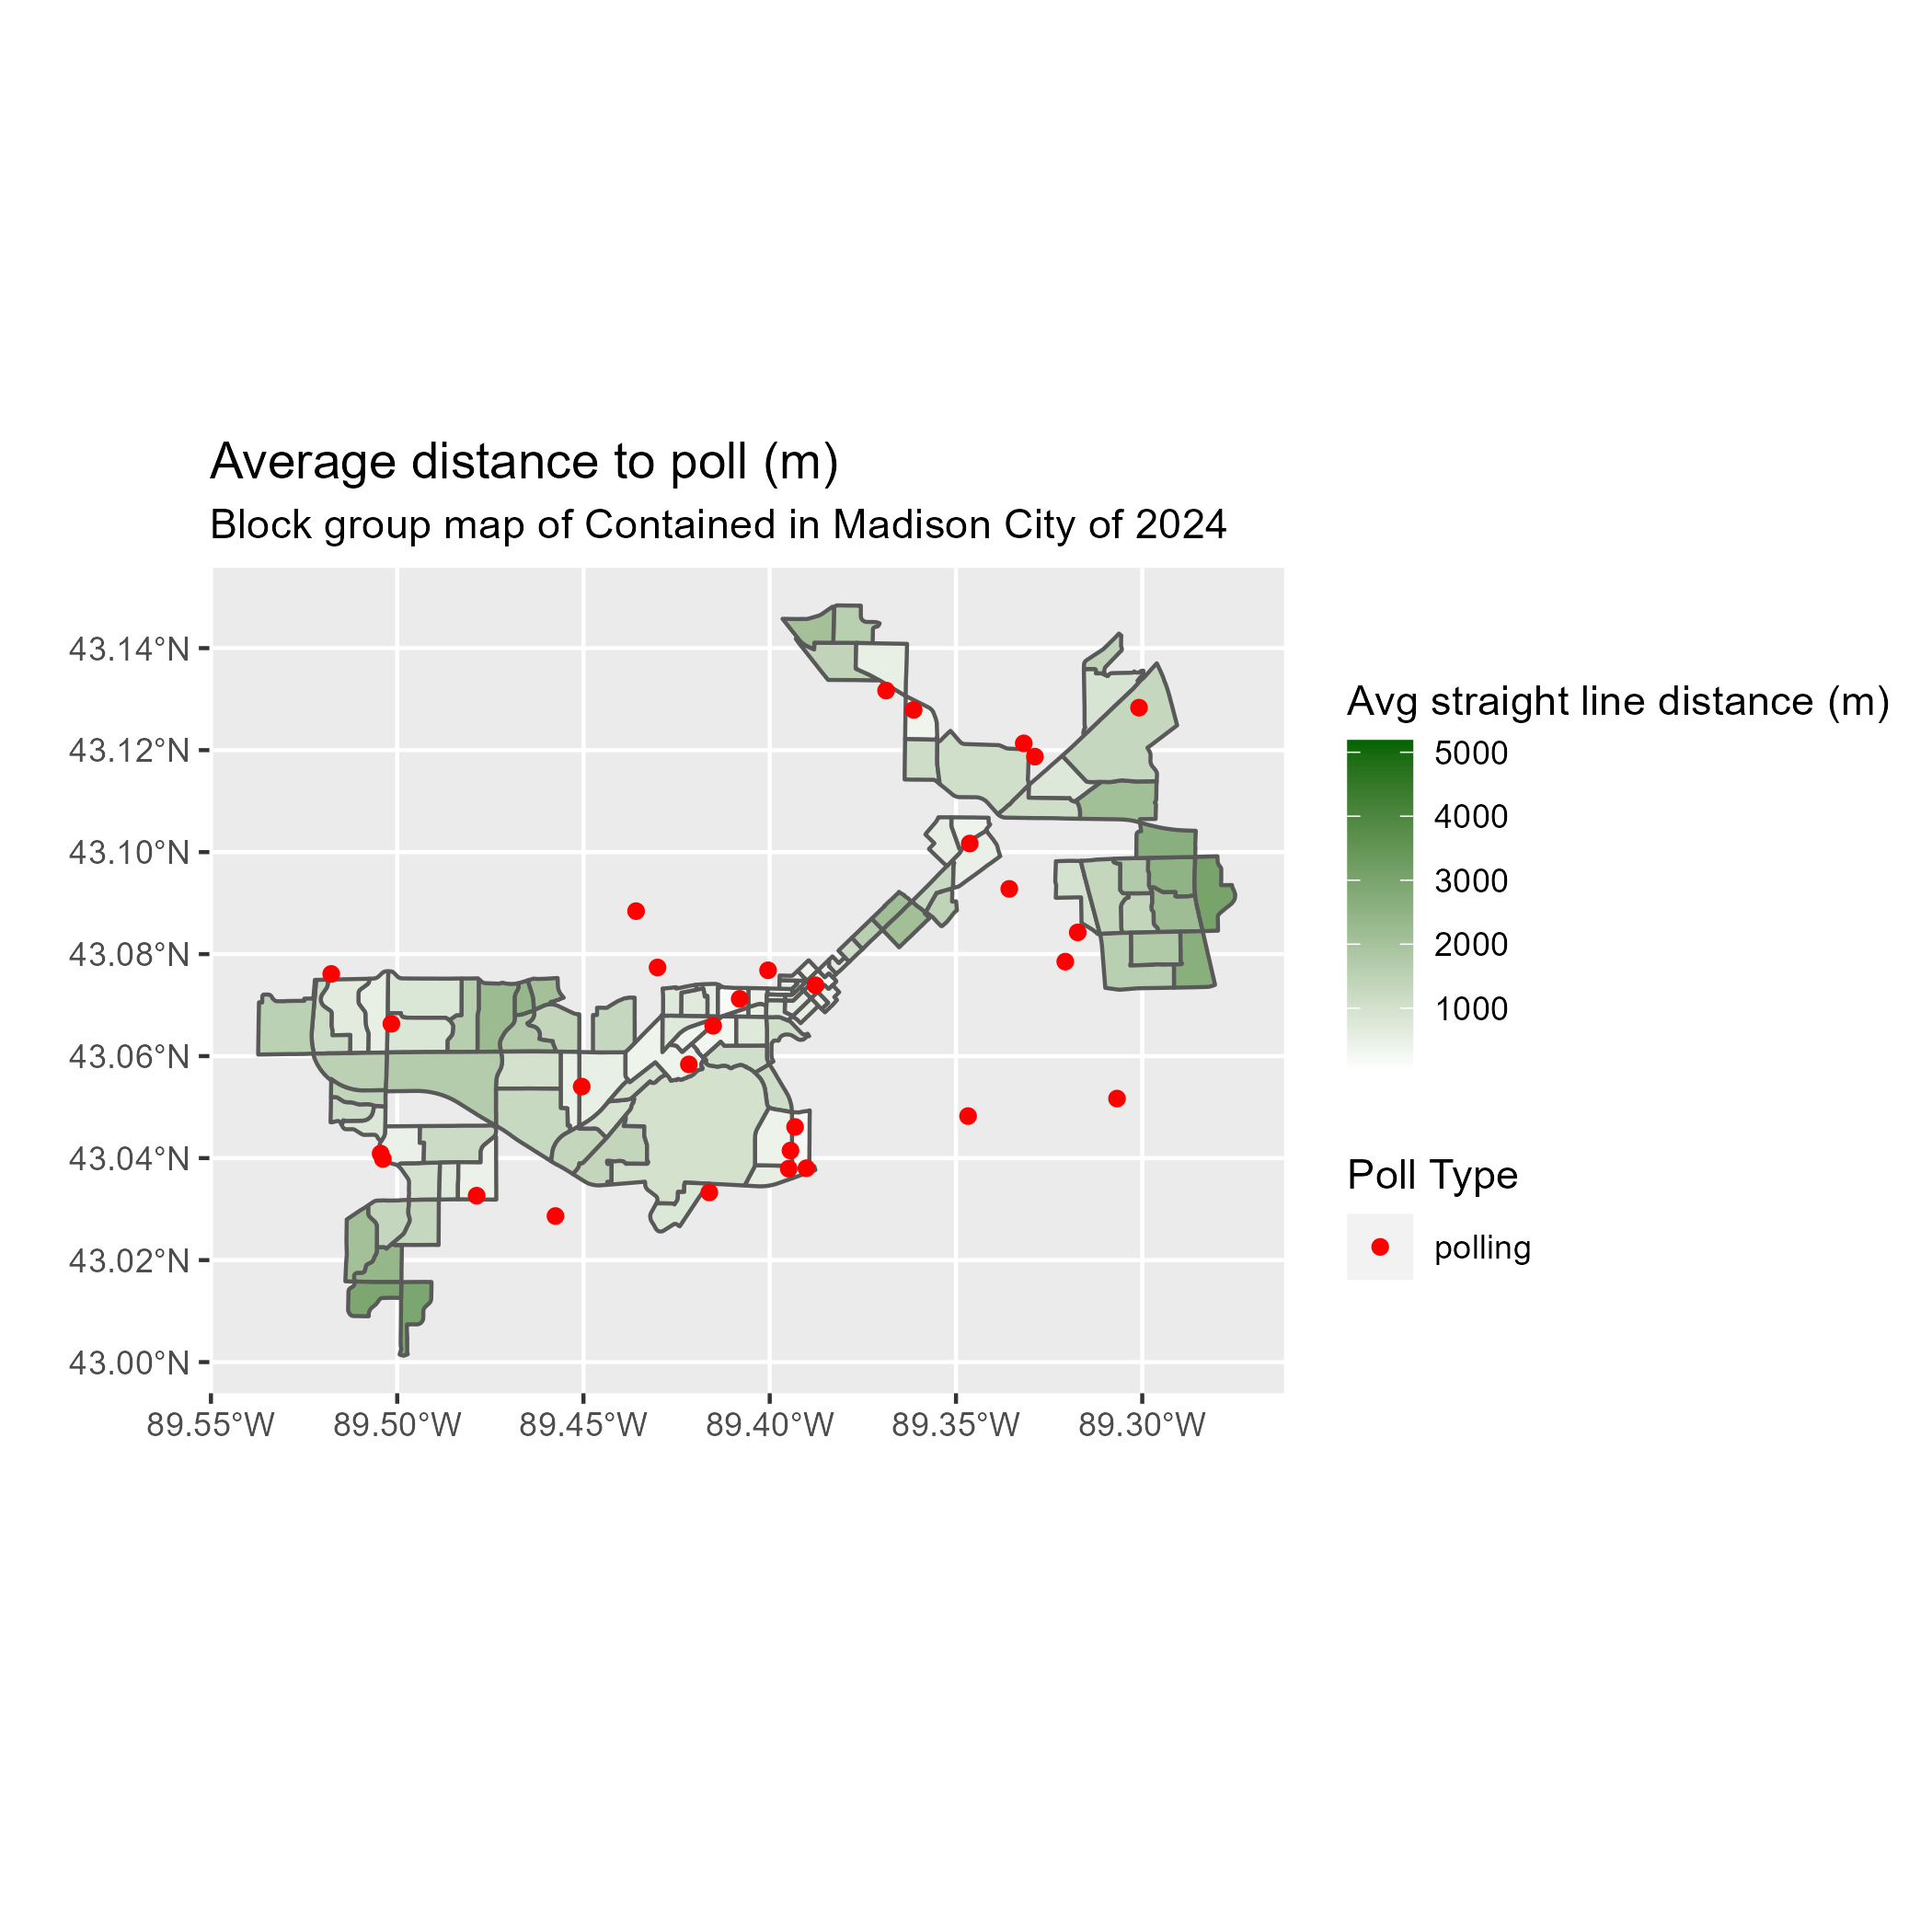 Average distance to poll (m)
Block group map of Contained in Madison City of 2024
43.14°N
43.12°N
43.10°N
43.08°N
43.06°N
43.04°N
43.02°N
43.00°N
89.55°W
89.50°W
89.45°W
89.40°W
89.35°W
89.30°W
Avg straight line distance (m)
5000
4000
3000
2000
1000
Poll Type
polling